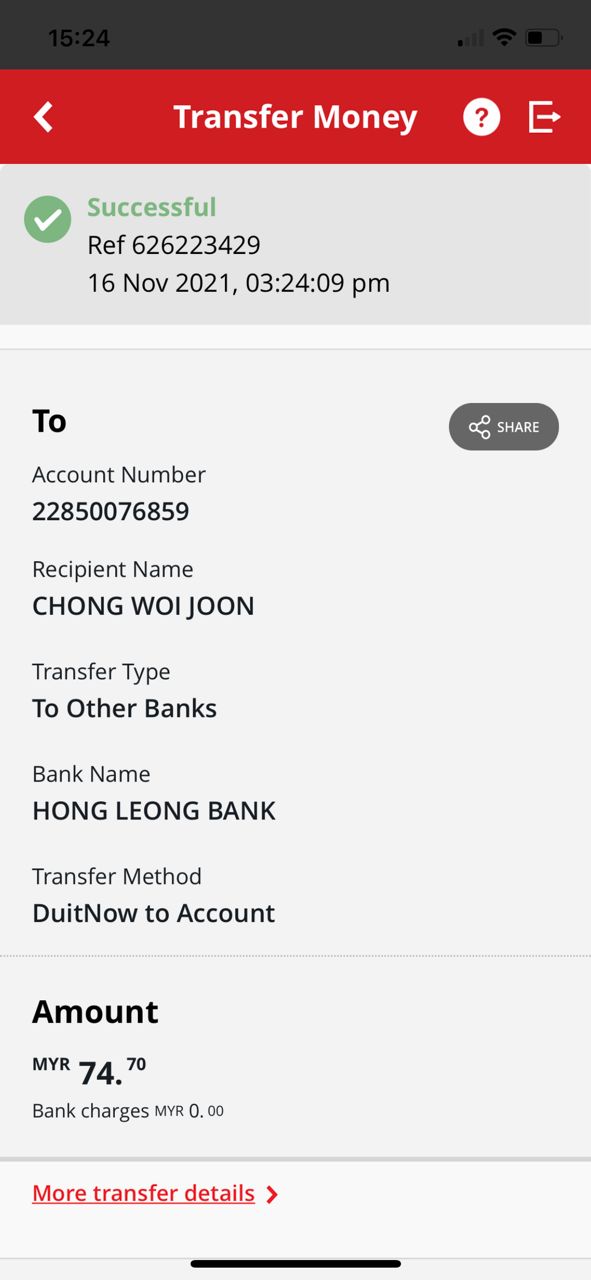 15:24
Transfer Money
?
Successful
Ref 626223429
16 Nov 2021, 03:24:09 pm
To
SHARE
Account Number
22850076859
Recipient Name
CHONG WOI JOON
Transfer Type
To Other Banks
Bank Name
HONG LEONG BANK
Transfer Method
DuitNow to Account
Amount
MYR 74.70
Bank charges MYR 0.00
More transfer details